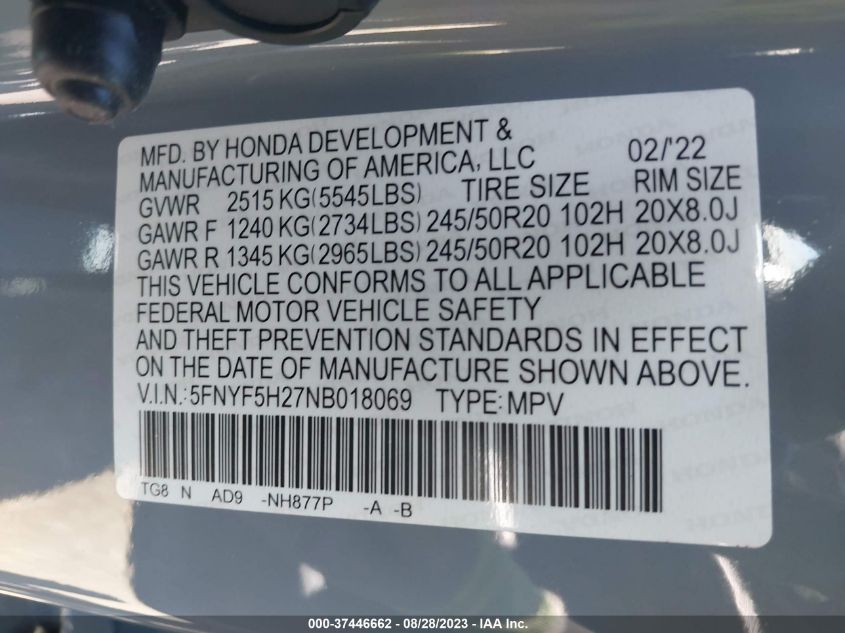 MFD. BY HONDA DEVELOPMENT &
MANUFACTURING OF AMERICA, LLC 02/'22
GVWR 2515 KG(5545LBS) TIRE SIZE RIM SIZE
GAWR F 1240 KG(2734LBS) 245/50R20 102H 20X8.0J
GAWR R 1345 KG(2965LBS) 245/50R20 102H 20X8.0J
THIS VEHICLE CONFORMS TO ALL APPLICABLE
FEDERAL MOTOR VEHICLE SAFETY
AND THEFT PREVENTION STANDARDS IN EFFECT
ON THE DATE OF MANUFACTURE SHOWN ABOVE.
V.I.N.:5FNYF5H27NB018069 TYPE: MPV
TG8 N AD9 -NH877P -A -B
000-37446662 - 08/28/2023 - IAA Inc.